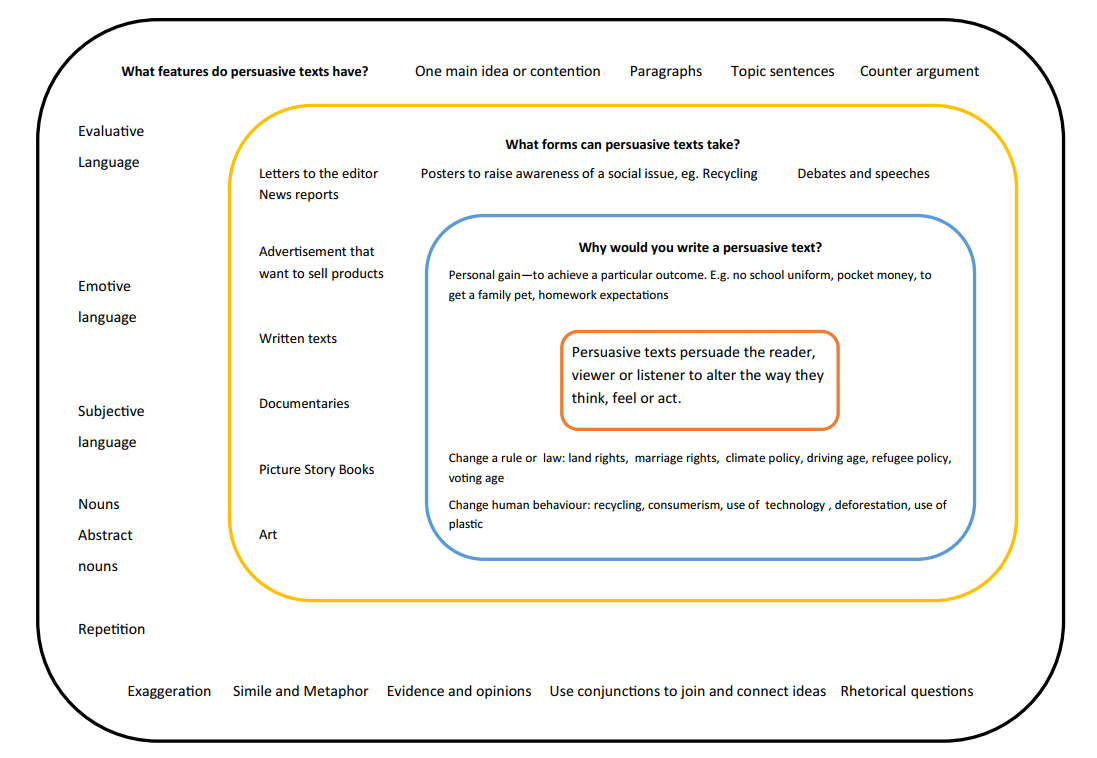 What features do persuasive texts have? One main idea or contention Paragraphs Topic sentences Counter argument
Evaluative
Language
Emotive
language
Subjective
language
Nouns
Abstract
nouns
Repetition
What forms can persuasive texts take?
Letters to the editor Posters to raise awareness of a social issue, eg. Recycling Debates and speeches
News reports
Advertisement that
want to sell products
Written texts
Documentaries
Picture Story Books
Art
Why would you write a persuasive text?
Personal gain—to achieve a particular outcome. E.g. no school uniform, pocket money, to
get a family pet, homework expectations
Persuasive texts persuade the reader,
viewer or listener to alter the way they
think, feel or act.
Change a rule or law: land rights, marriage rights, climate policy, driving age, refugee policy,
voting age
Change human behaviour: recycling, consumerism, use of technology , deforestation, use of
plastic
Exaggeration Simile and Metaphor Evidence and opinions Use conjunctions to join and connect ideas Rhetorical questions